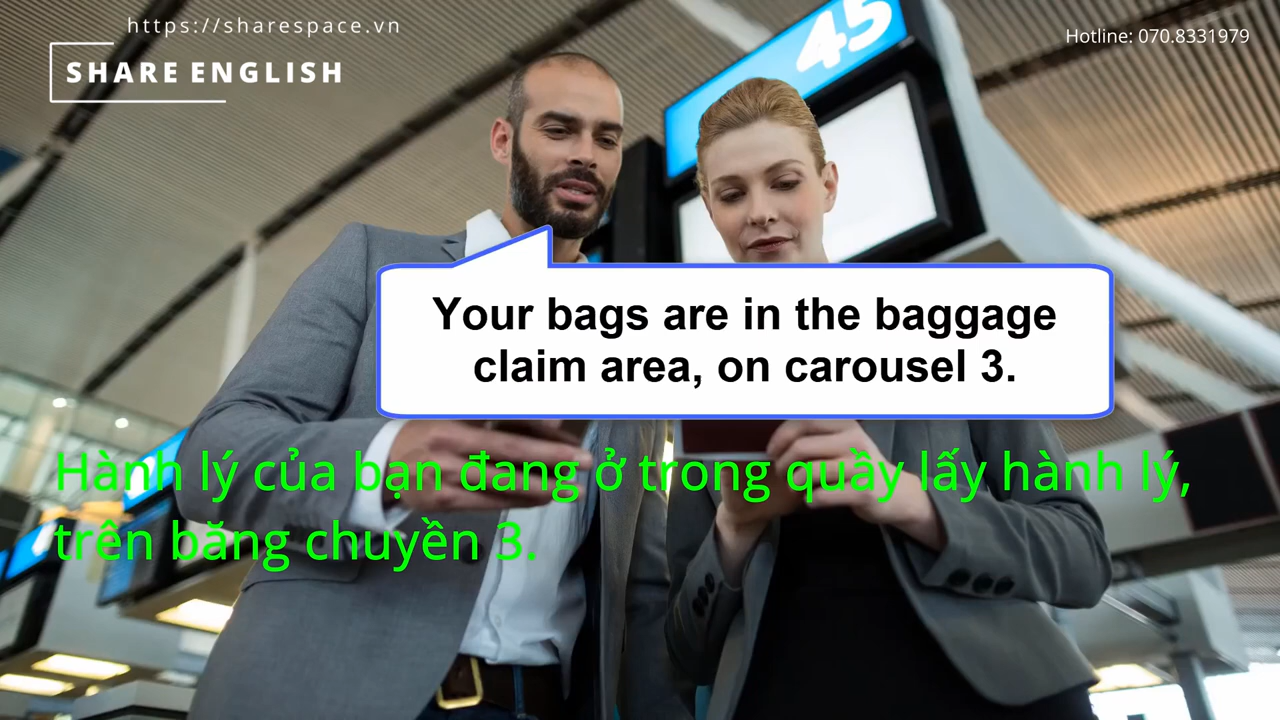 https://sharespace.vn
SHARE ENGLISH
Hotline: 070.8331979
45
Your bags are in the baggage
claim area, on carousel 3.
Hành lý của bạn đang ở trong quầy lấy hành lý,
trên băng chuyền 3.